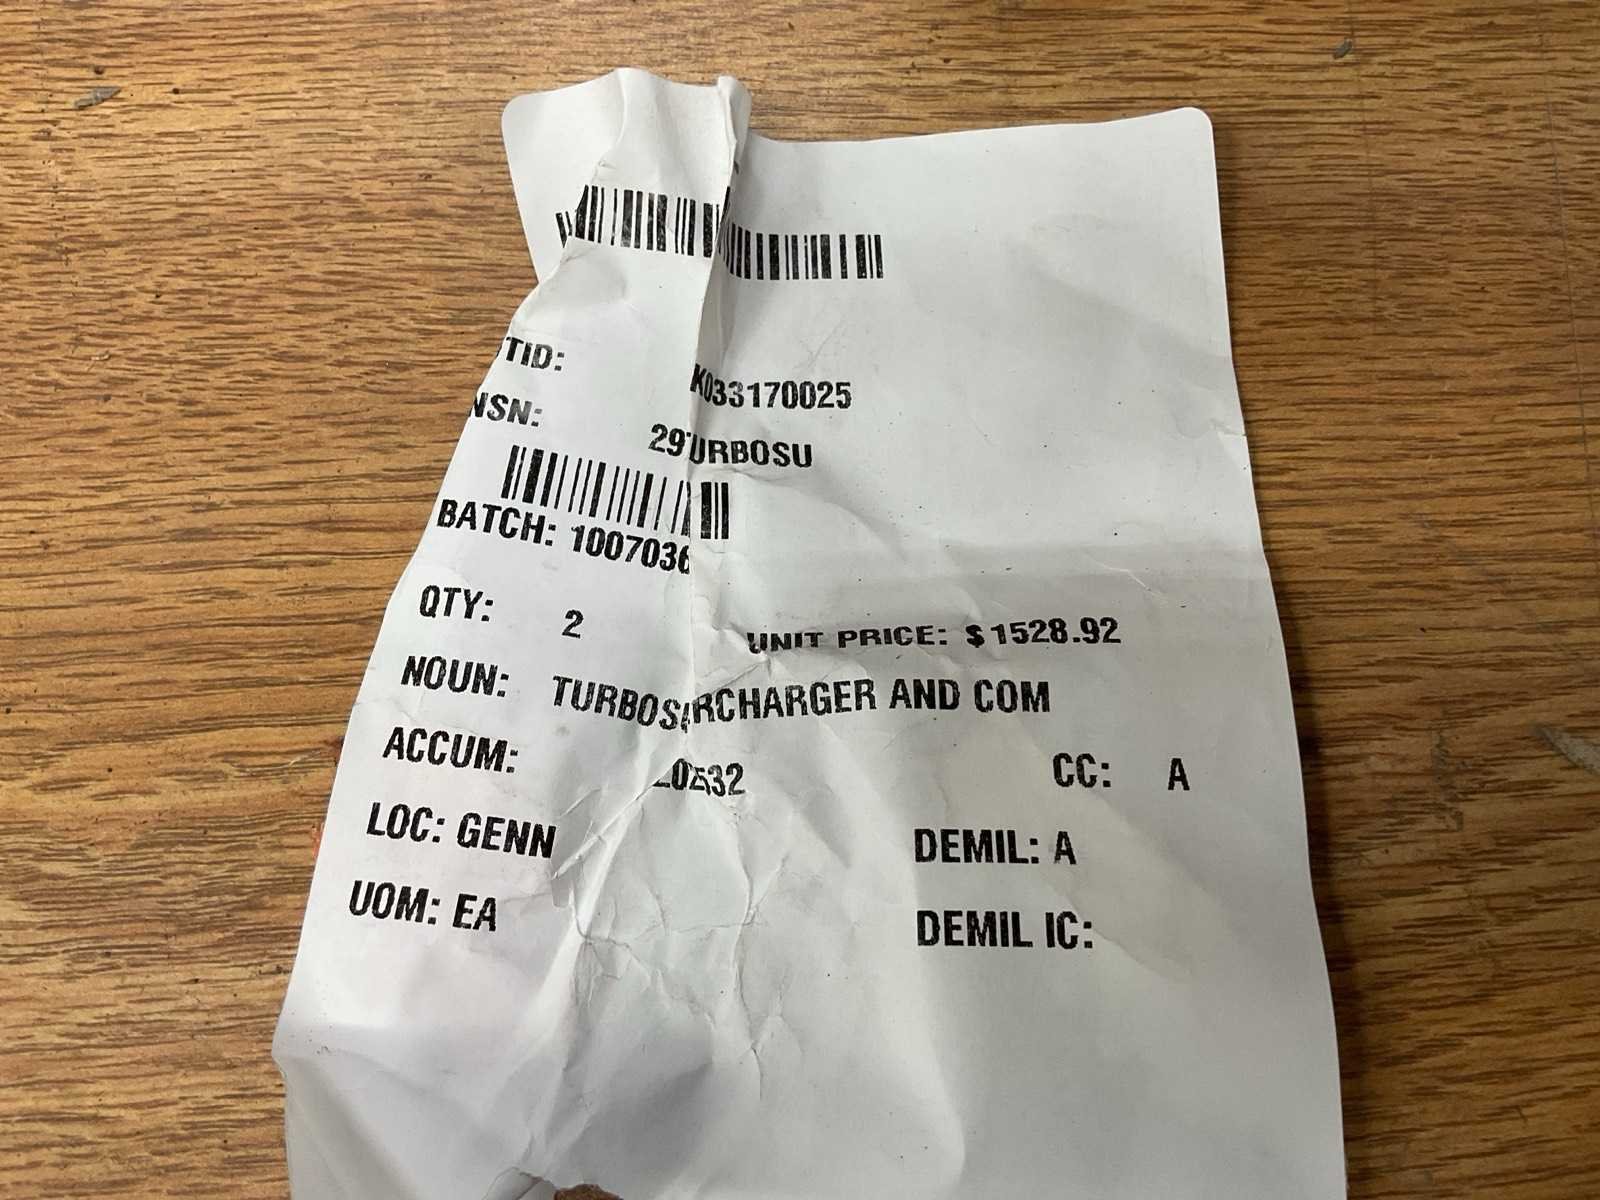 TID: K033170025
NSN: 29TURBOSU
BATCH: 1007036
QTY: 2 UNIT PRICE: $1528.92
NOUN: TURBOSURCHARGER AND COM
ACCUM: CC: A
LOC: GENN DEMIL: A
UOM: EA DEMIL IC: